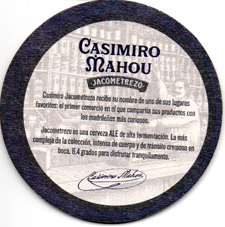 CASIMIRO
MAHOU
JACOMETREZO
Casimiro Jacometrezo recibe su nombre de uno de sus lugares
favoritos: el primer comercio en el que compartía sus productos con
los madrileños más curiosos.
Jacometrezo es una cerveza ALE de alta fermentación. La más
compleja de la colección, intensa de cuerpo y de tránsito cremoso en
boca. 6,4 grados para disfrutar tranquilamente.
Casimiro Mahou